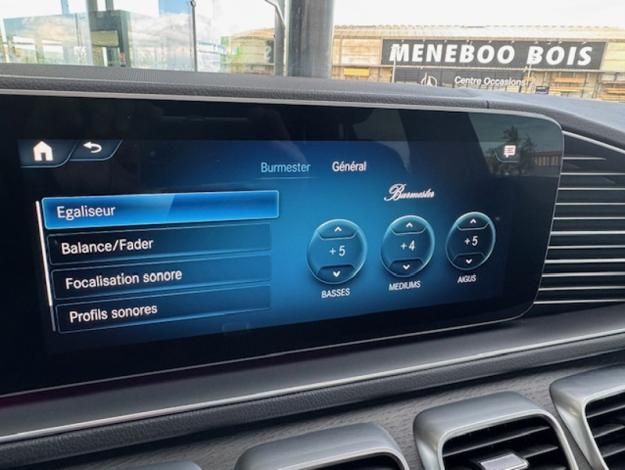 MENEBOO BOIS
Centre Occasions
Burmester Général
Burmester
Egaliseur
Balance/Fader
Focalisation sonore
Profils sonores
+5 +4 +5
BASSES MEDIUMS AIGUS